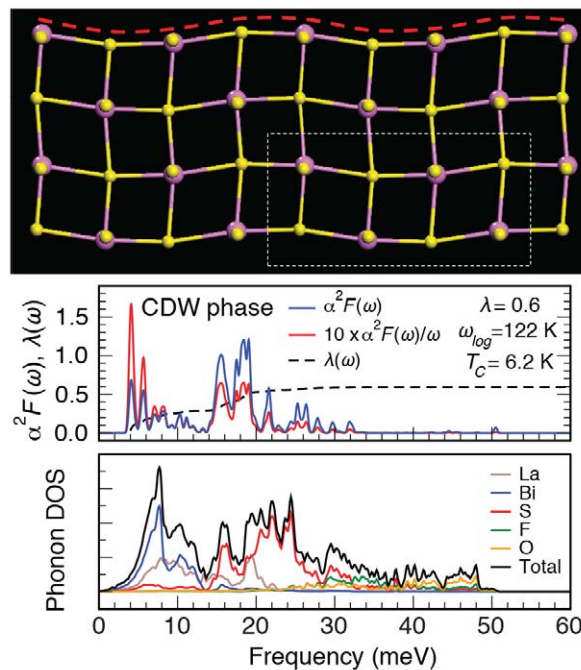 CDW phase
α²F(ω)
10 x α²F(ω)/ω
λ(ω)
λ = 0.6
ω_log = 122 K
T_C = 6.2 K
α²F(ω), λ(ω)
1.5
1.0
0.5
0.0
Phonon DOS
La
Bi
S
F
O
Total
0 10 20 30 40 50 60
Frequency (meV)